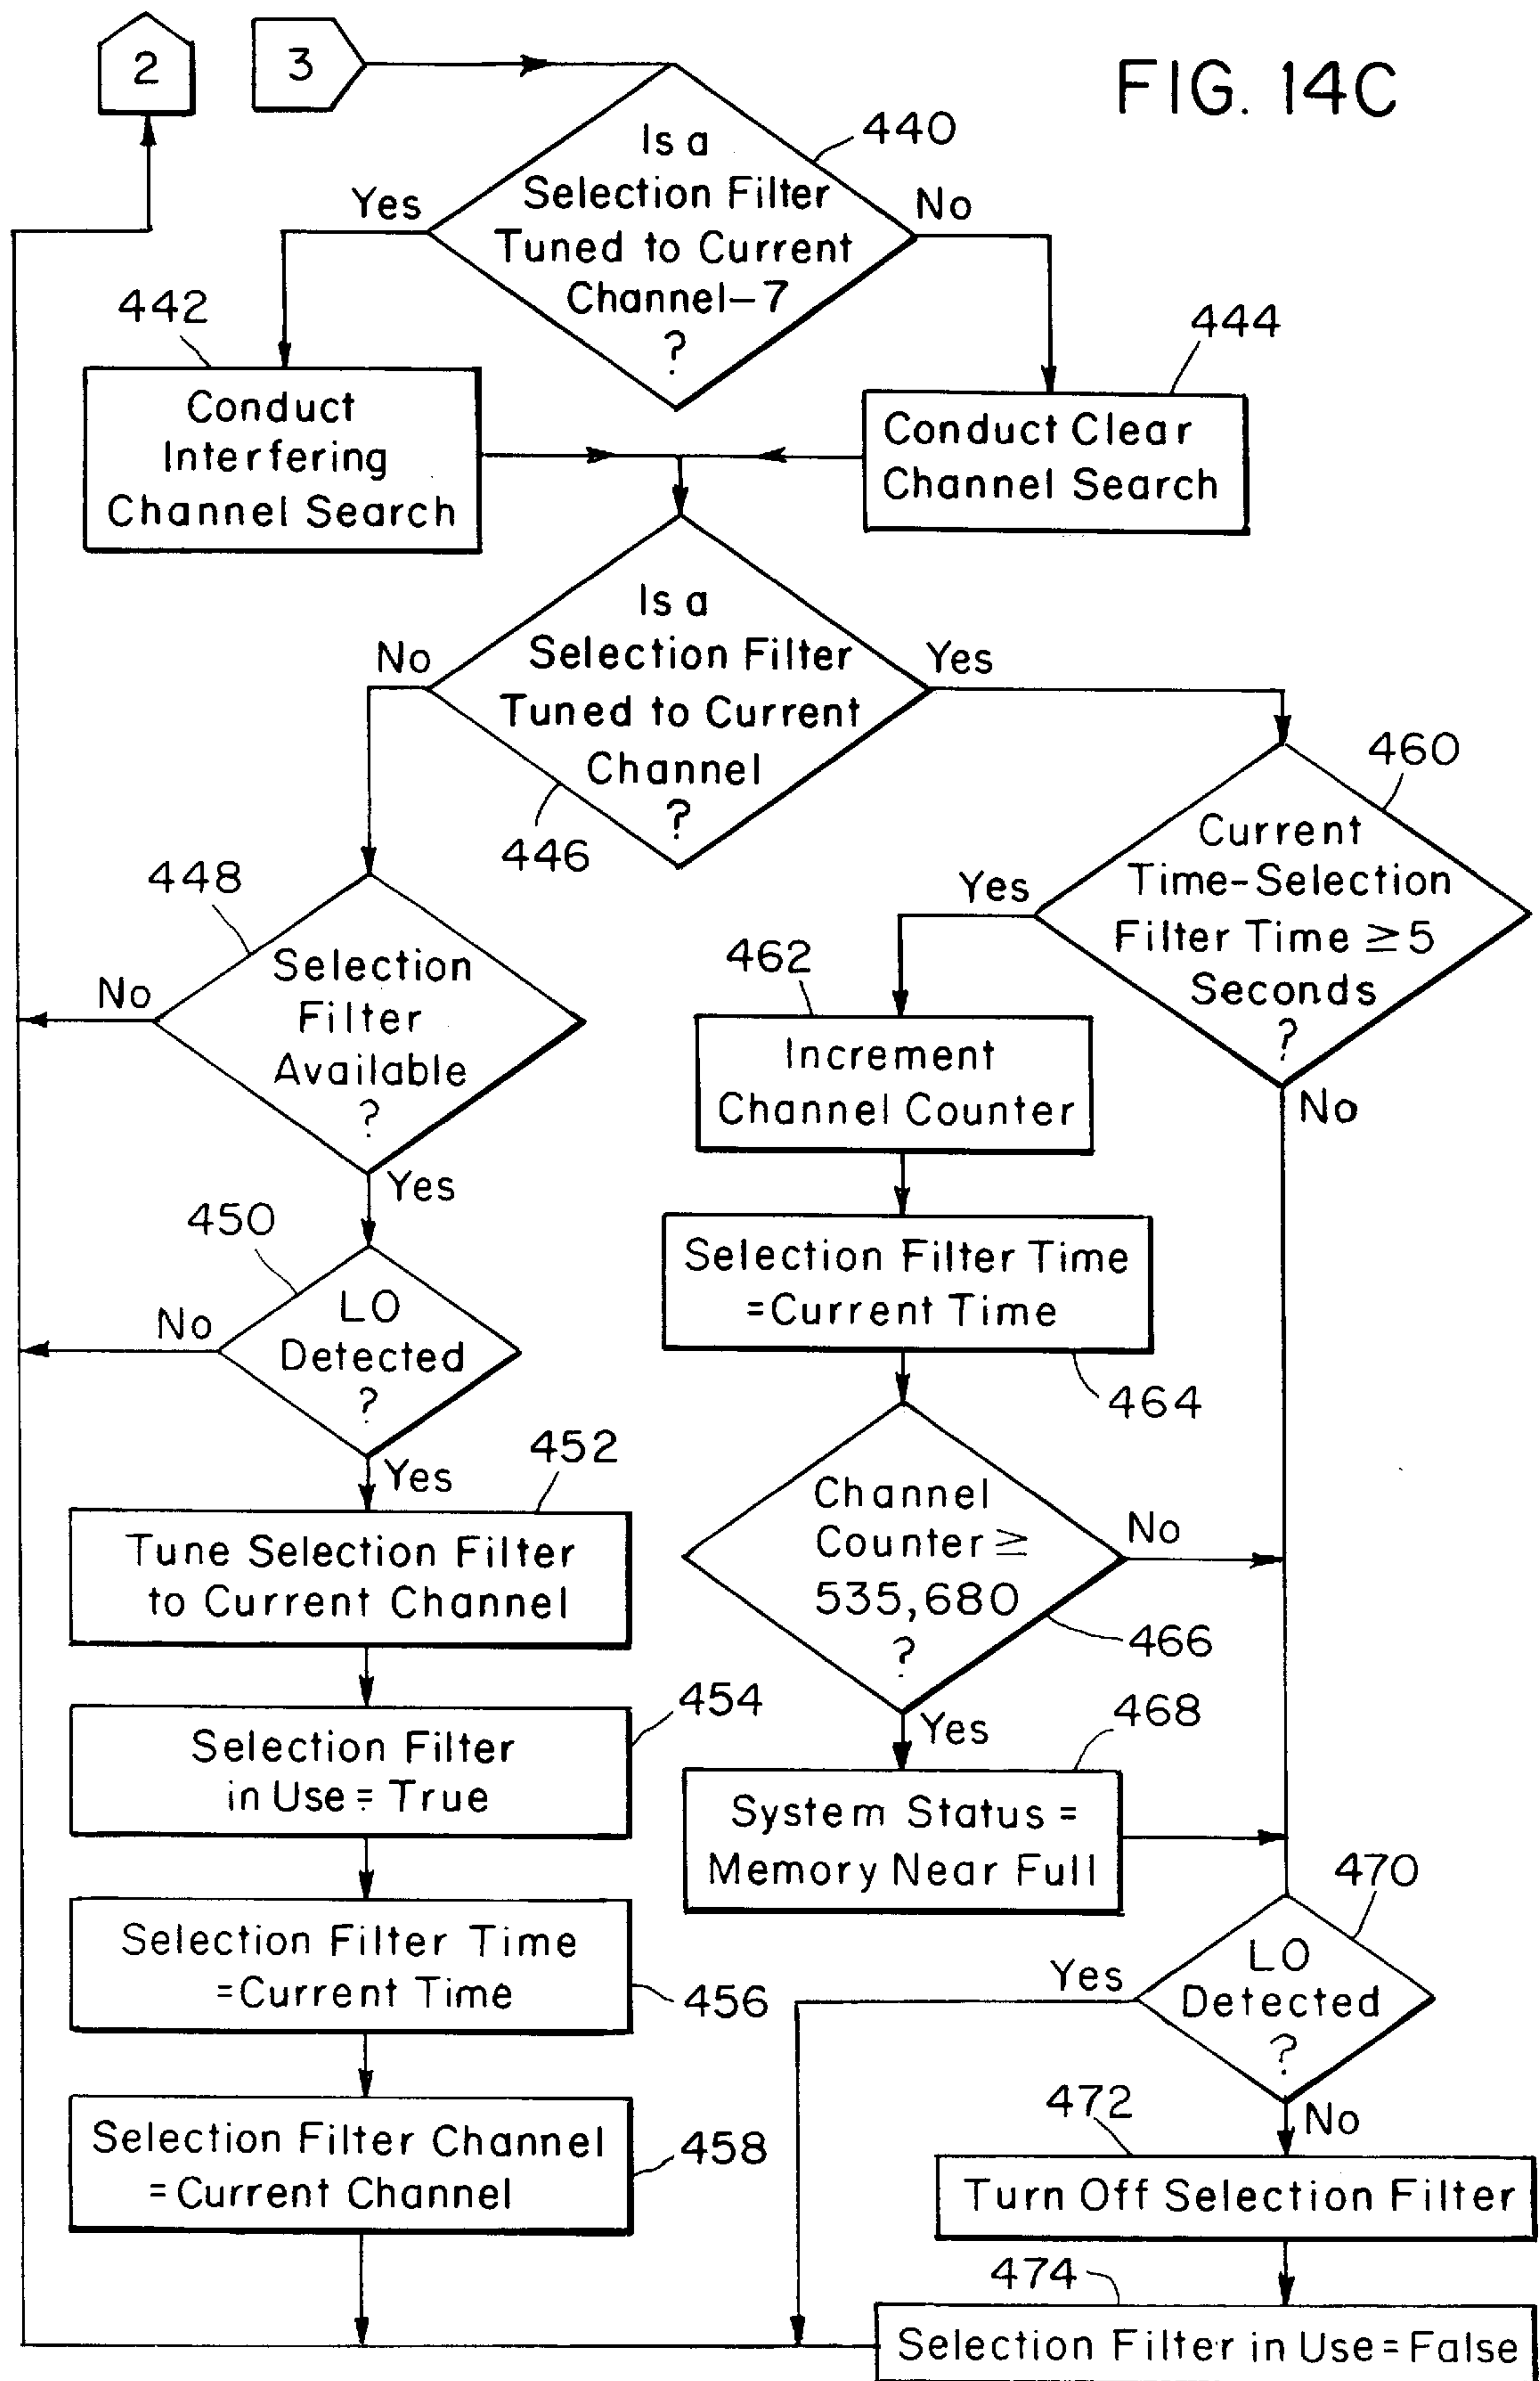 2
3
FIG. 14C
440
Is a
Selection Filter
Tuned to Current
Channel-7
?
Yes
No
442
Conduct
Interfering
Channel Search
444
Conduct Clear
Channel Search
Is a
Selection Filter
Tuned to Current
Channel
?
No
Yes
446
448
Selection
Filter
Available
?
No
Yes
460
Current
Time-Selection
Filter Time ≥5
Seconds
?
Yes
No
462
Increment
Channel Counter
450
LO
Detected
?
No
Yes
Selection Filter Time
=Current Time
464
452
Tune Selection Filter
to Current Channel
Channel
Counter ≥
535,680
?
No
466
Yes
454
Selection Filter
in Use = True
468
System Status =
Memory Near Full
Selection Filter Time
=Current Time
456
470
LO
Detected
?
Yes
No
Selection Filter Channel
=Current Channel
458
472
Turn Off Selection Filter
474
Selection Filter in Use=False